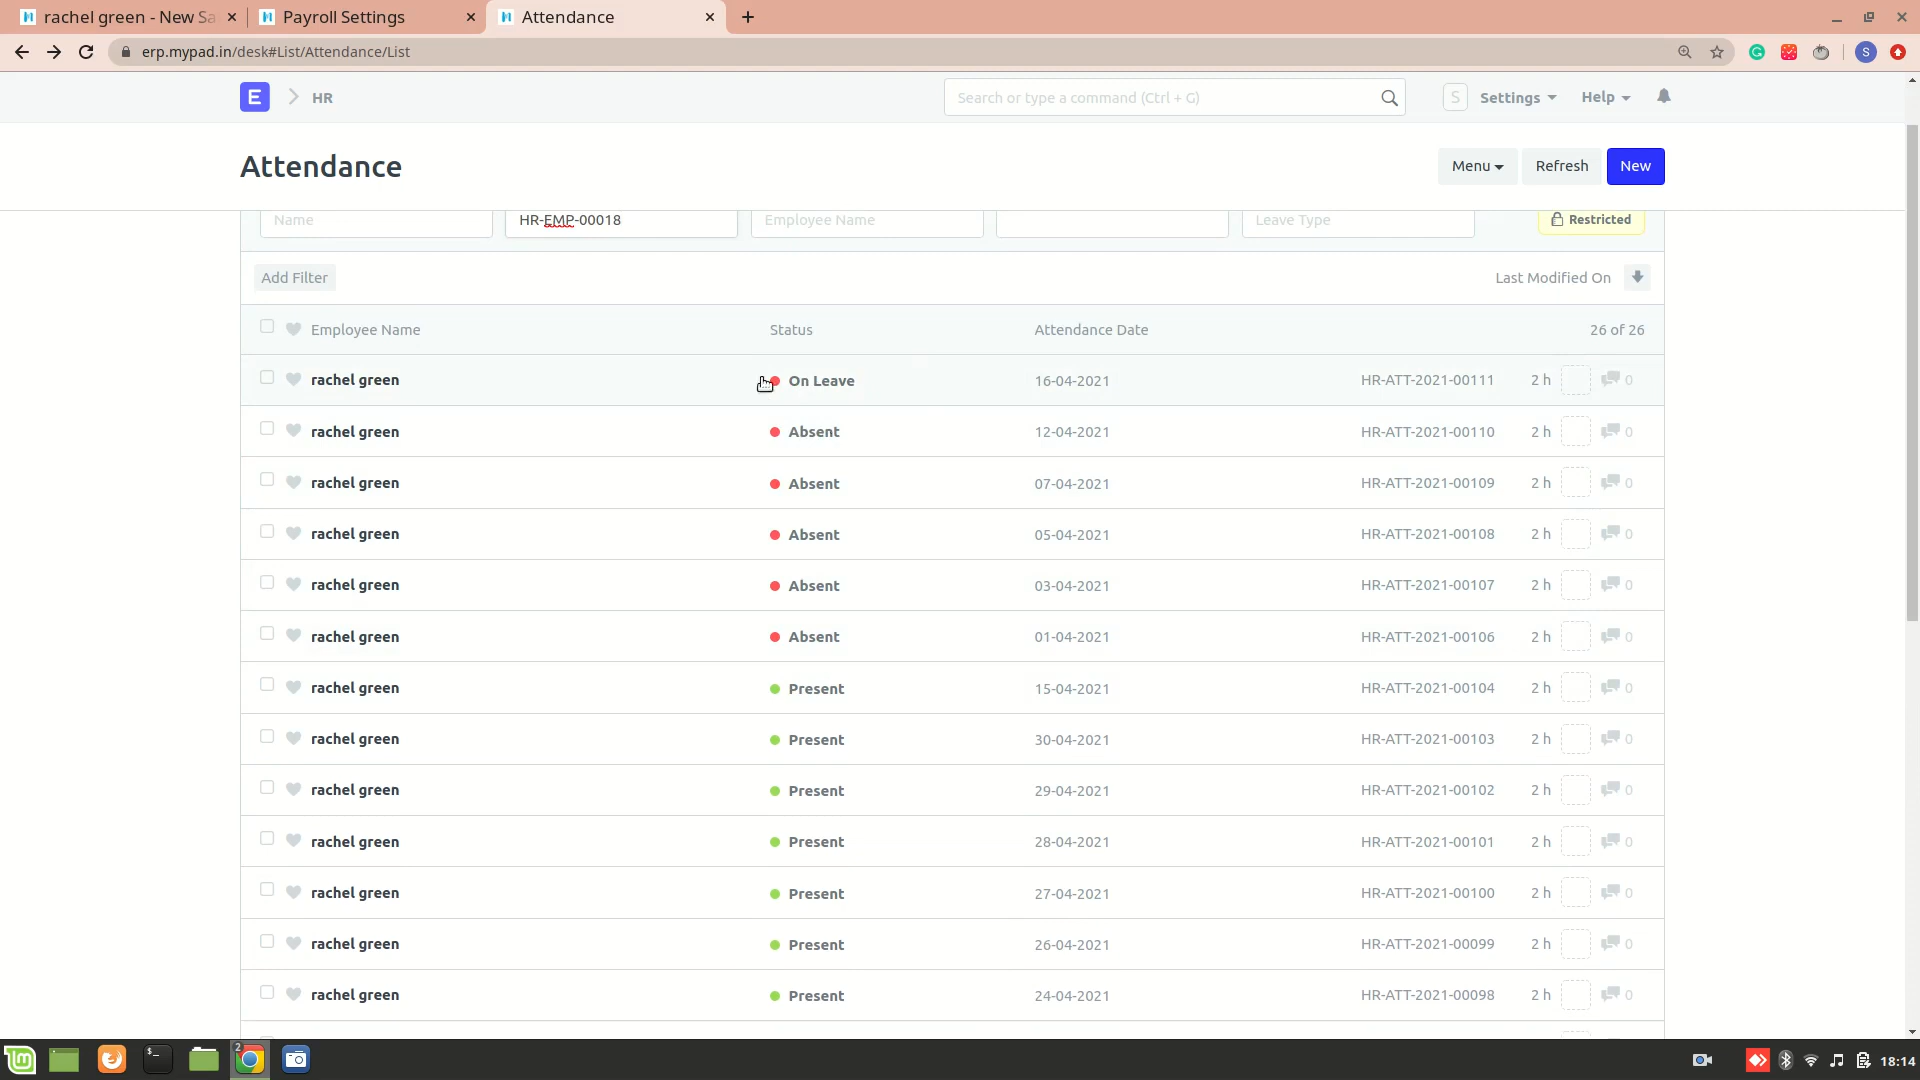 rachel green - New Sa
Payroll Settings
Attendance
erp.mypad.in/desk#List/Attendance/List
S
E
HR
Search or type a command (Ctrl + G)
S
Settings
Help
Attendance
Menu
Refresh
New
Name
HR-EMP-00018
Employee Name
Leave Type
Restricted
Add Filter
Last Modified On
Employee Name Status Attendance Date 26 of 26
rachel green On Leave 16-04-2021 HR-ATT-2021-00111 2 h 0
rachel green Absent 12-04-2021 HR-ATT-2021-00110 2 h 0
rachel green Absent 07-04-2021 HR-ATT-2021-00109 2 h 0
rachel green Absent 05-04-2021 HR-ATT-2021-00108 2 h 0
rachel green Absent 03-04-2021 HR-ATT-2021-00107 2 h 0
rachel green Absent 01-04-2021 HR-ATT-2021-00106 2 h 0
rachel green Present 15-04-2021 HR-ATT-2021-00104 2 h 0
rachel green Present 30-04-2021 HR-ATT-2021-00103 2 h 0
rachel green Present 29-04-2021 HR-ATT-2021-00102 2 h 0
rachel green Present 28-04-2021 HR-ATT-2021-00101 2 h 0
rachel green Present 27-04-2021 HR-ATT-2021-00100 2 h 0
rachel green Present 26-04-2021 HR-ATT-2021-00099 2 h 0
rachel green Present 24-04-2021 HR-ATT-2021-00098 2 h 0
2
18:14